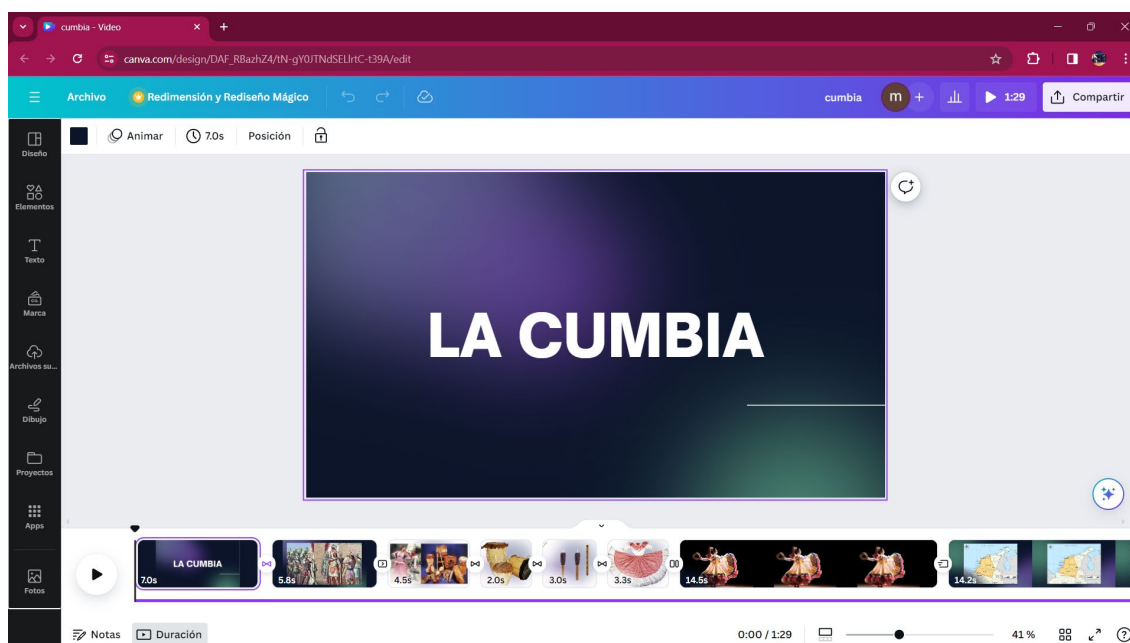 cumbia - Video
canva.com/design/DAF_RBazhZ4/tN-gY0JTNdSELlrtC-t39A/edit
Archivo Redimensión y Rediseño Mágico cumbia m + 1:29 Compartir
Animar 7.0s Posición
Diseño
Elementos
Texto
Marca
Archivos su...
Dibujo
Proyectos
Apps
Fotos
LA CUMBIA
LA CUMBIA
7.0s 5.8s 4.5s 2.0s 3.0s 3.3s 14.5s 14.2s
Notas Duración 0:00 / 1:29 41 %